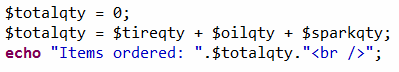 $totalqty = 0;
$totalqty = $tireqty + $oilqty + $sparkqty;
echo "Items ordered: ".$totalqty."<br />";